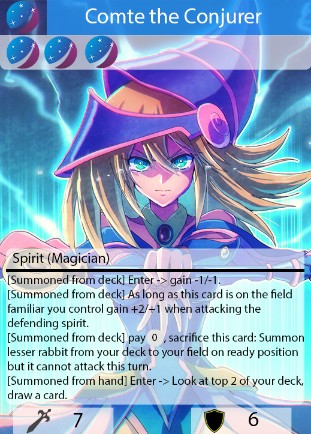 Comte the Conjurer
Spirit (Magician)
[Summoned from deck] Enter -> gain -1/-1.
[Summoned from deck] As long as this card is on the field
familiar you control gain +2/+1 when attacking the
defending spirit.
[Summoned from deck] pay 0 , sacrifice this card: Summon
lesser rabbit from your deck to your field on ready position
but it cannot attack this turn.
[Summoned from hand] Enter -> Look at top 2 of your deck,
draw a card.
7 6